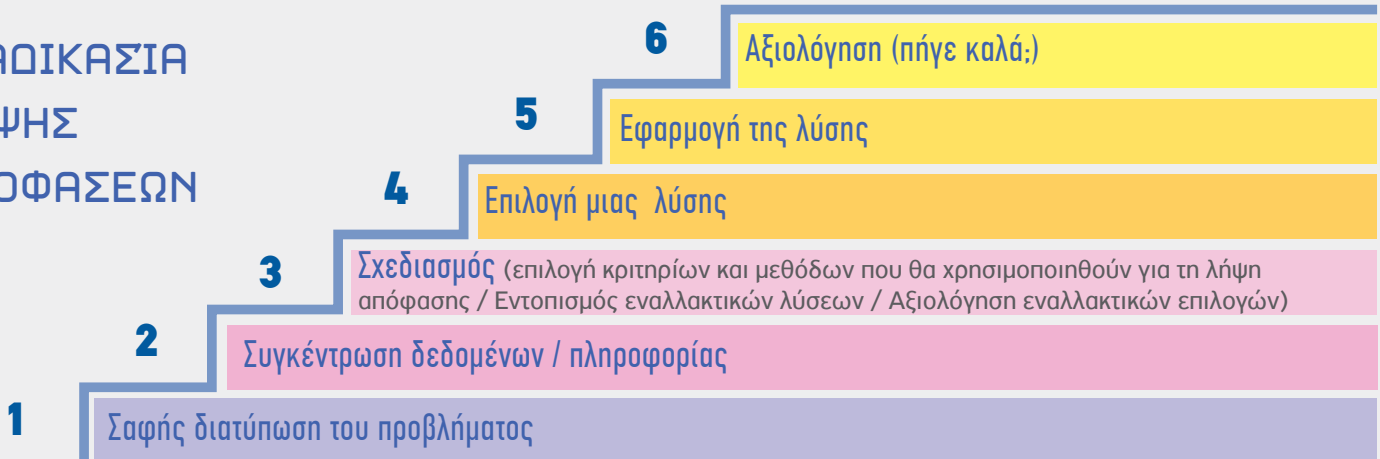 ΑΔΙΚΑΣΙΑ
ΨΗΣ
ΟΦΑΣΕΩΝ
6
Αξιολόγηση (πήγε καλά;)
5
Εφαρμογή της λύσης
4
Επιλογή μιας λύσης
3
Σχεδιασμός (επιλογή κριτηρίων και μεθόδων που θα χρησιμοποιηθούν για τη λήψη
απόφασης / Εντοπισμός εναλλακτικών λύσεων / Αξιολόγηση εναλλακτικών επιλογών)
2
Συγκέντρωση δεδομένων / πληροφορίας
1
Σαφής διατύπωση του προβλήματος